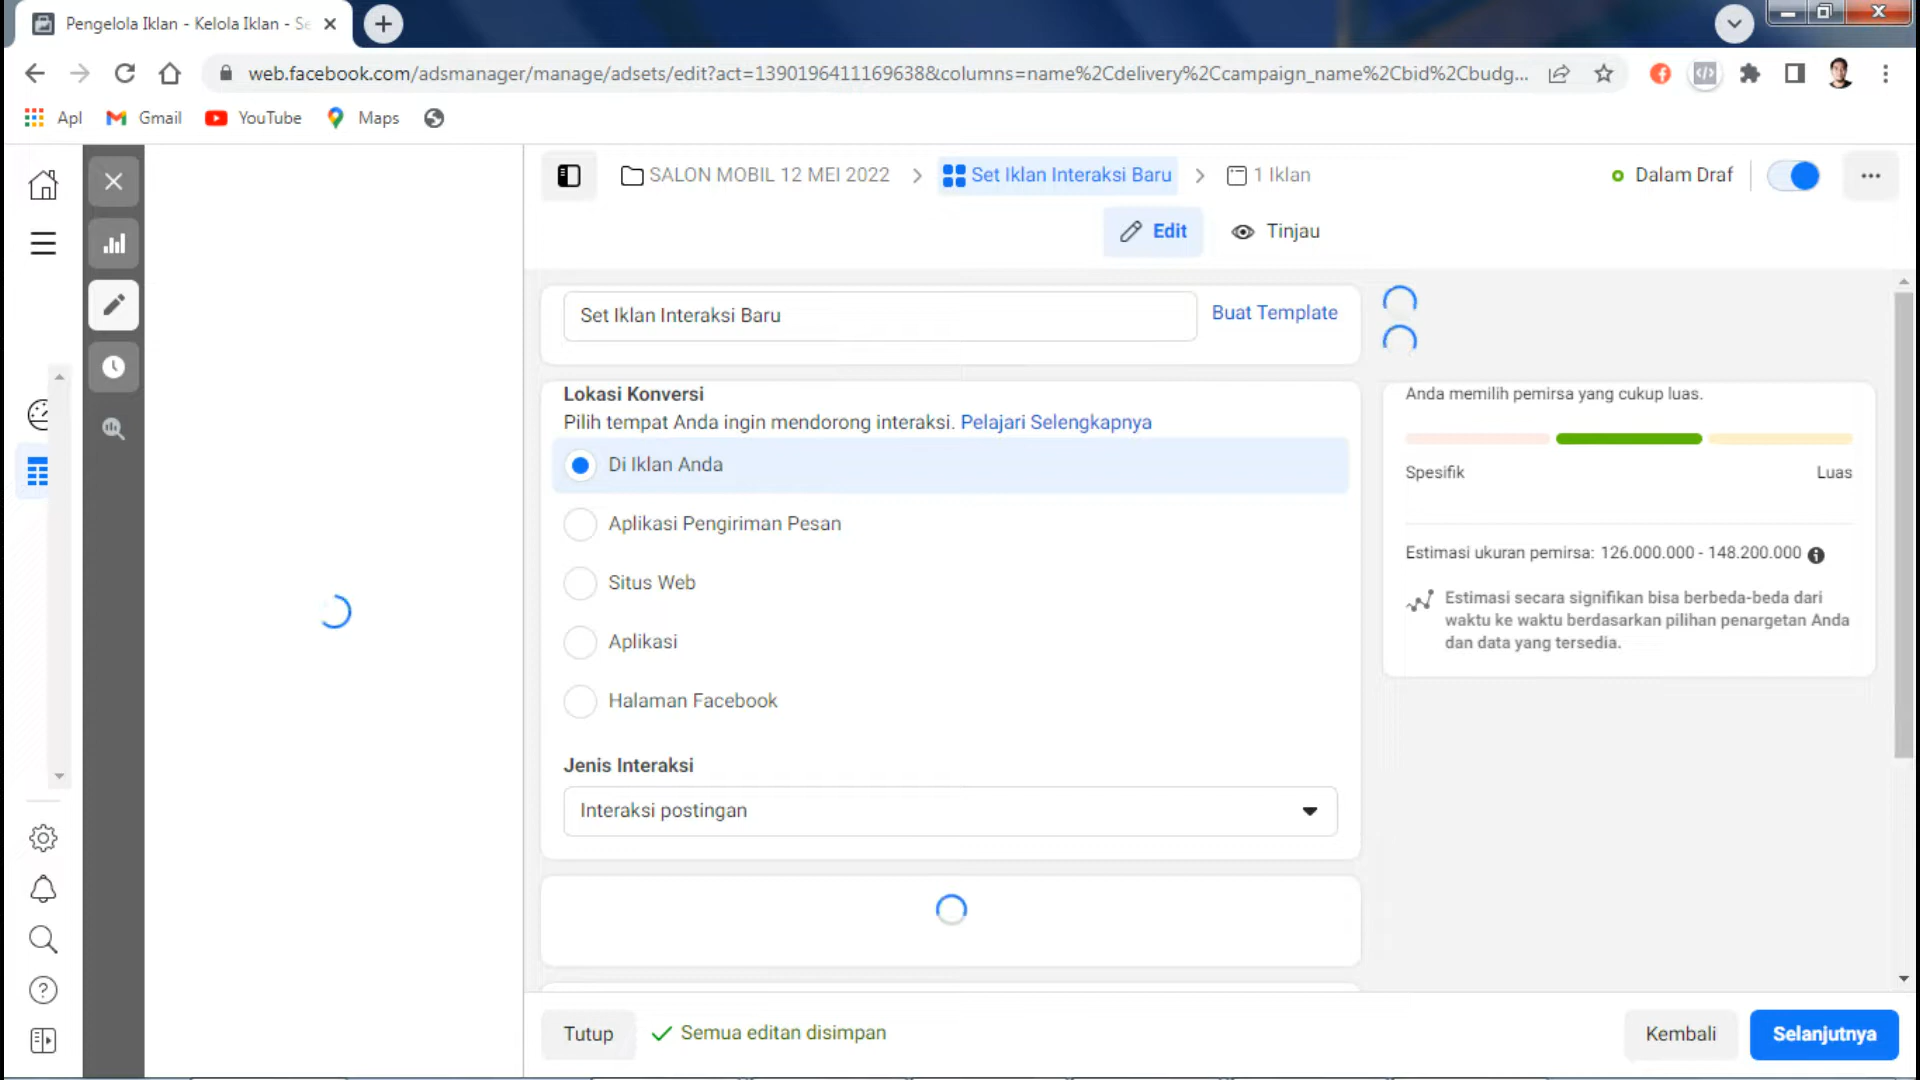 Pengelola Iklan - Kelola Iklan - Se
web.facebook.com/adsmanager/manage/adsets/edit?act=1390196411169638&columns=name%2Cdelivery%2Ccampaign_name%2Cbid%2Cbudg...
Apl
Gmail
YouTube
Maps
SALON MOBIL 12 MEI 2022
Set Iklan Interaksi Baru
1 Iklan
Dalam Draf
Edit
Tinjau
Set Iklan Interaksi Baru
Buat Template
Lokasi Konversi
Pilih tempat Anda ingin mendorong interaksi. Pelajari Selengkapnya
Di Iklan Anda
Aplikasi Pengiriman Pesan
Situs Web
Aplikasi
Halaman Facebook
Jenis Interaksi
Interaksi postingan
Anda memilih pemirsa yang cukup luas.
Spesifik
Luas
Estimasi ukuran pemirsa: 126.000.000 - 148.200.000
Estimasi secara signifikan bisa berbeda-beda dari
waktu ke waktu berdasarkan pilihan penargetan Anda
dan data yang tersedia.
Tutup
Semua editan disimpan
Kembali
Selanjutnya